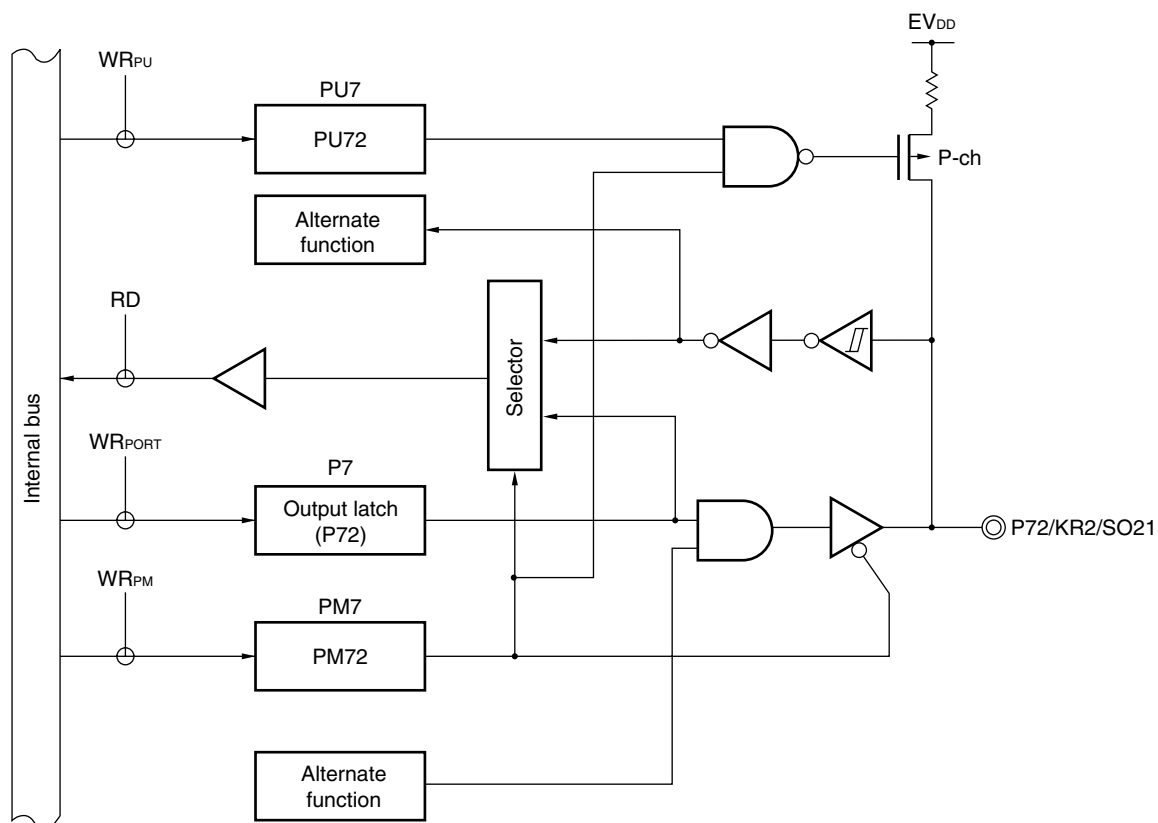 EVDD
WRPU
PU7
PU72
P-ch
Alternate
function
RD
Selector
Internal bus
WRPORT
P7
Output latch
(P72)
P72/KR2/SO21
WRPM
PM7
PM72
Alternate
function